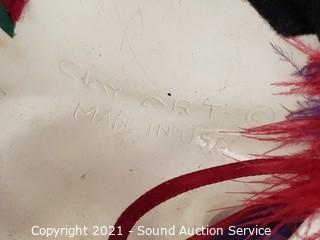 CLAY ART ©
MADE IN USA
Copyright 2021 - Sound Auction Service